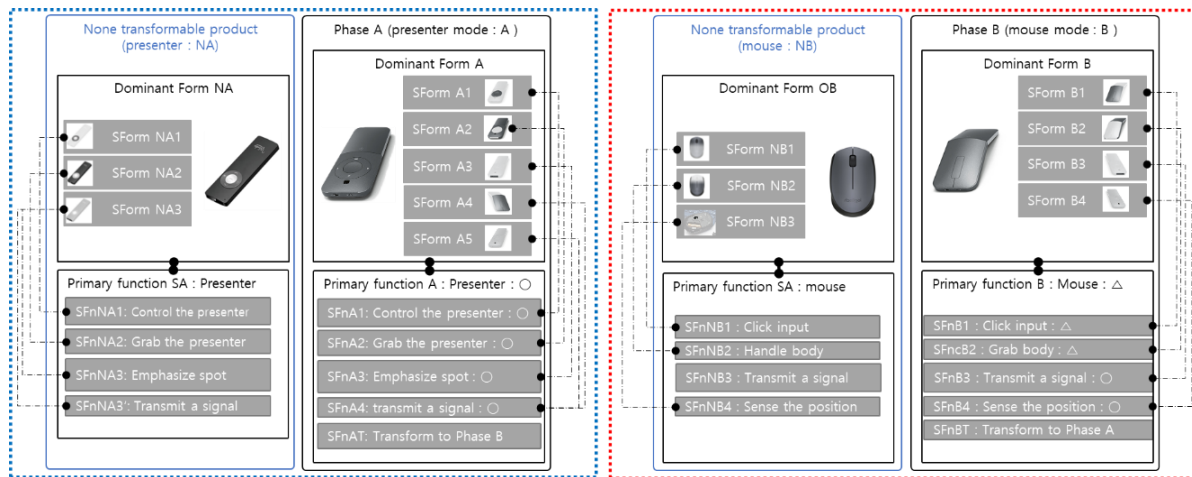 None transformable product
(presenter : NA)
Dominant Form NA
SForm NA1
SForm NA2
SForm NA3
Primary function SA : Presenter
SFnNA1: Control the presenter
SFnNA2: Grab the presenter
SFnNA3: Emphasize spot
SFnNA3': Transmit a signal
Phase A (presenter mode : A )
Dominant Form A
SForm A1
SForm A2
SForm A3
SForm A4
SForm A5
Primary function A : Presenter : ○
SFnA1: Control the presenter : ○
SFnA2: Grab the presenter : ○
SFnA3: Emphasize spot : ○
SFnA4: transmit a signal : ○
SFnAT: Transform to Phase B
None transformable product
(mouse : NB)
Dominant Form OB
SForm NB1
SForm NB2
SForm NB3
Primary function SA : mouse
SFnNB1 : Click input
SFnNB2 : Handle body
SFnNB3 : Transmit a signal
SFnNB4 : Sense the position
Phase B (mouse mode : B )
Dominant Form B
SForm B1
SForm B2
SForm B3
SForm B4
Primary function B : Mouse : △
SFnB1 : Click input : △
SFncB2 : Grab body : △
SFnB3 : Transmit a signal : ○
SFnB4 : Sense the position : ○
SFnBT : Transform to Phase A